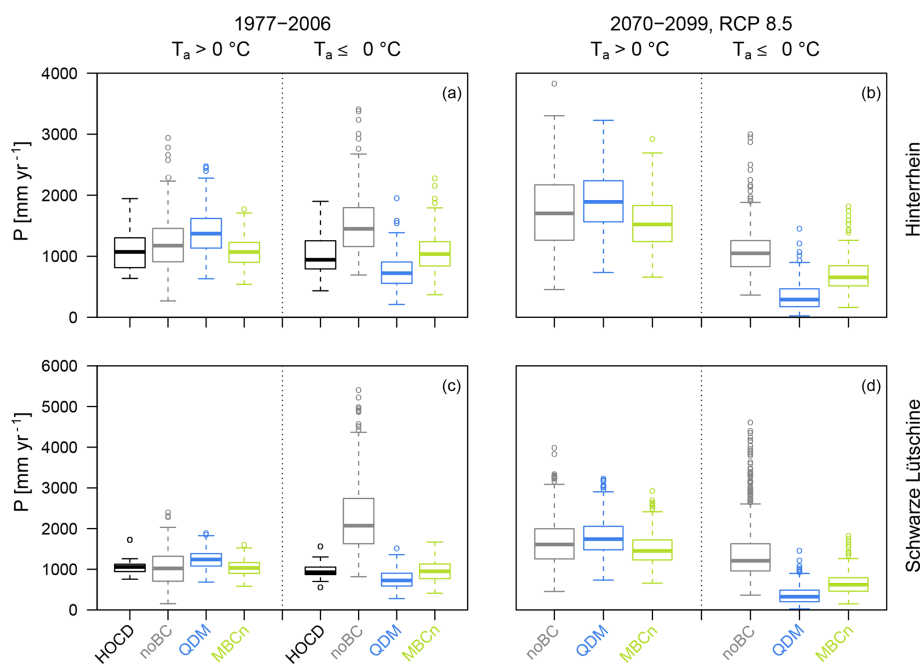 1977−2006 2070−2099, RCP 8.5
Ta > 0 °C Ta ≤ 0 °C Ta > 0 °C Ta ≤ 0 °C
P [mm yr-1]
4000
3000
2000
1000
0
(a)
(b)
Hinterrhein
P [mm yr-1]
6000
5000
4000
3000
2000
1000
0
(c)
(d)
Schwarze Lütschine
HOCD noBC QDM MBCn HOCD noBC QDM MBCn noBC QDM MBCn noBC QDM MBCn